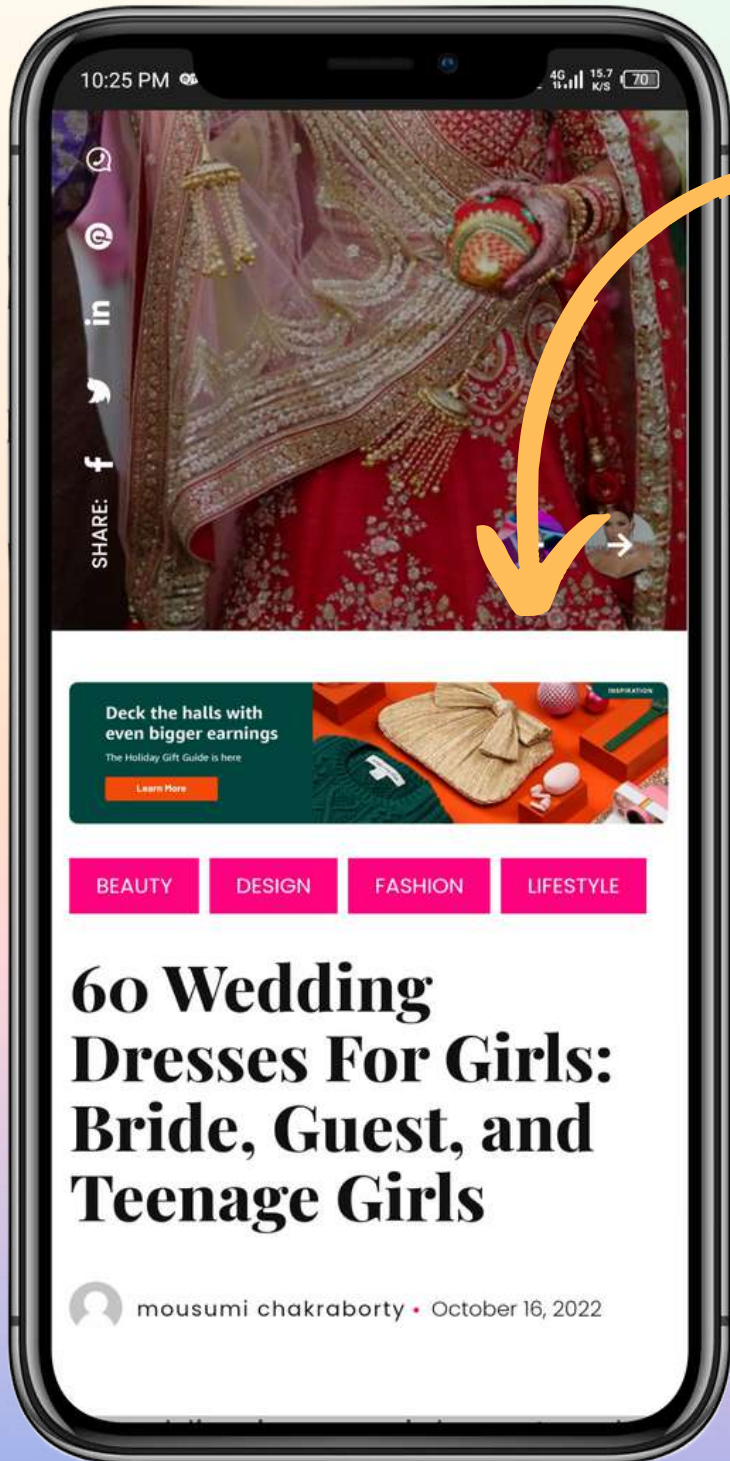 10:25 PM
4G 15.7 K/S 70
SHARE:
INSPIRATION
Deck the halls with
even bigger earnings
The Holiday Gift Guide is here
Learn More
BEAUTY DESIGN FASHION LIFESTYLE
60 Wedding
Dresses For Girls:
Bride, Guest, and
Teenage Girls
mousumi chakraborty • October 16, 2022